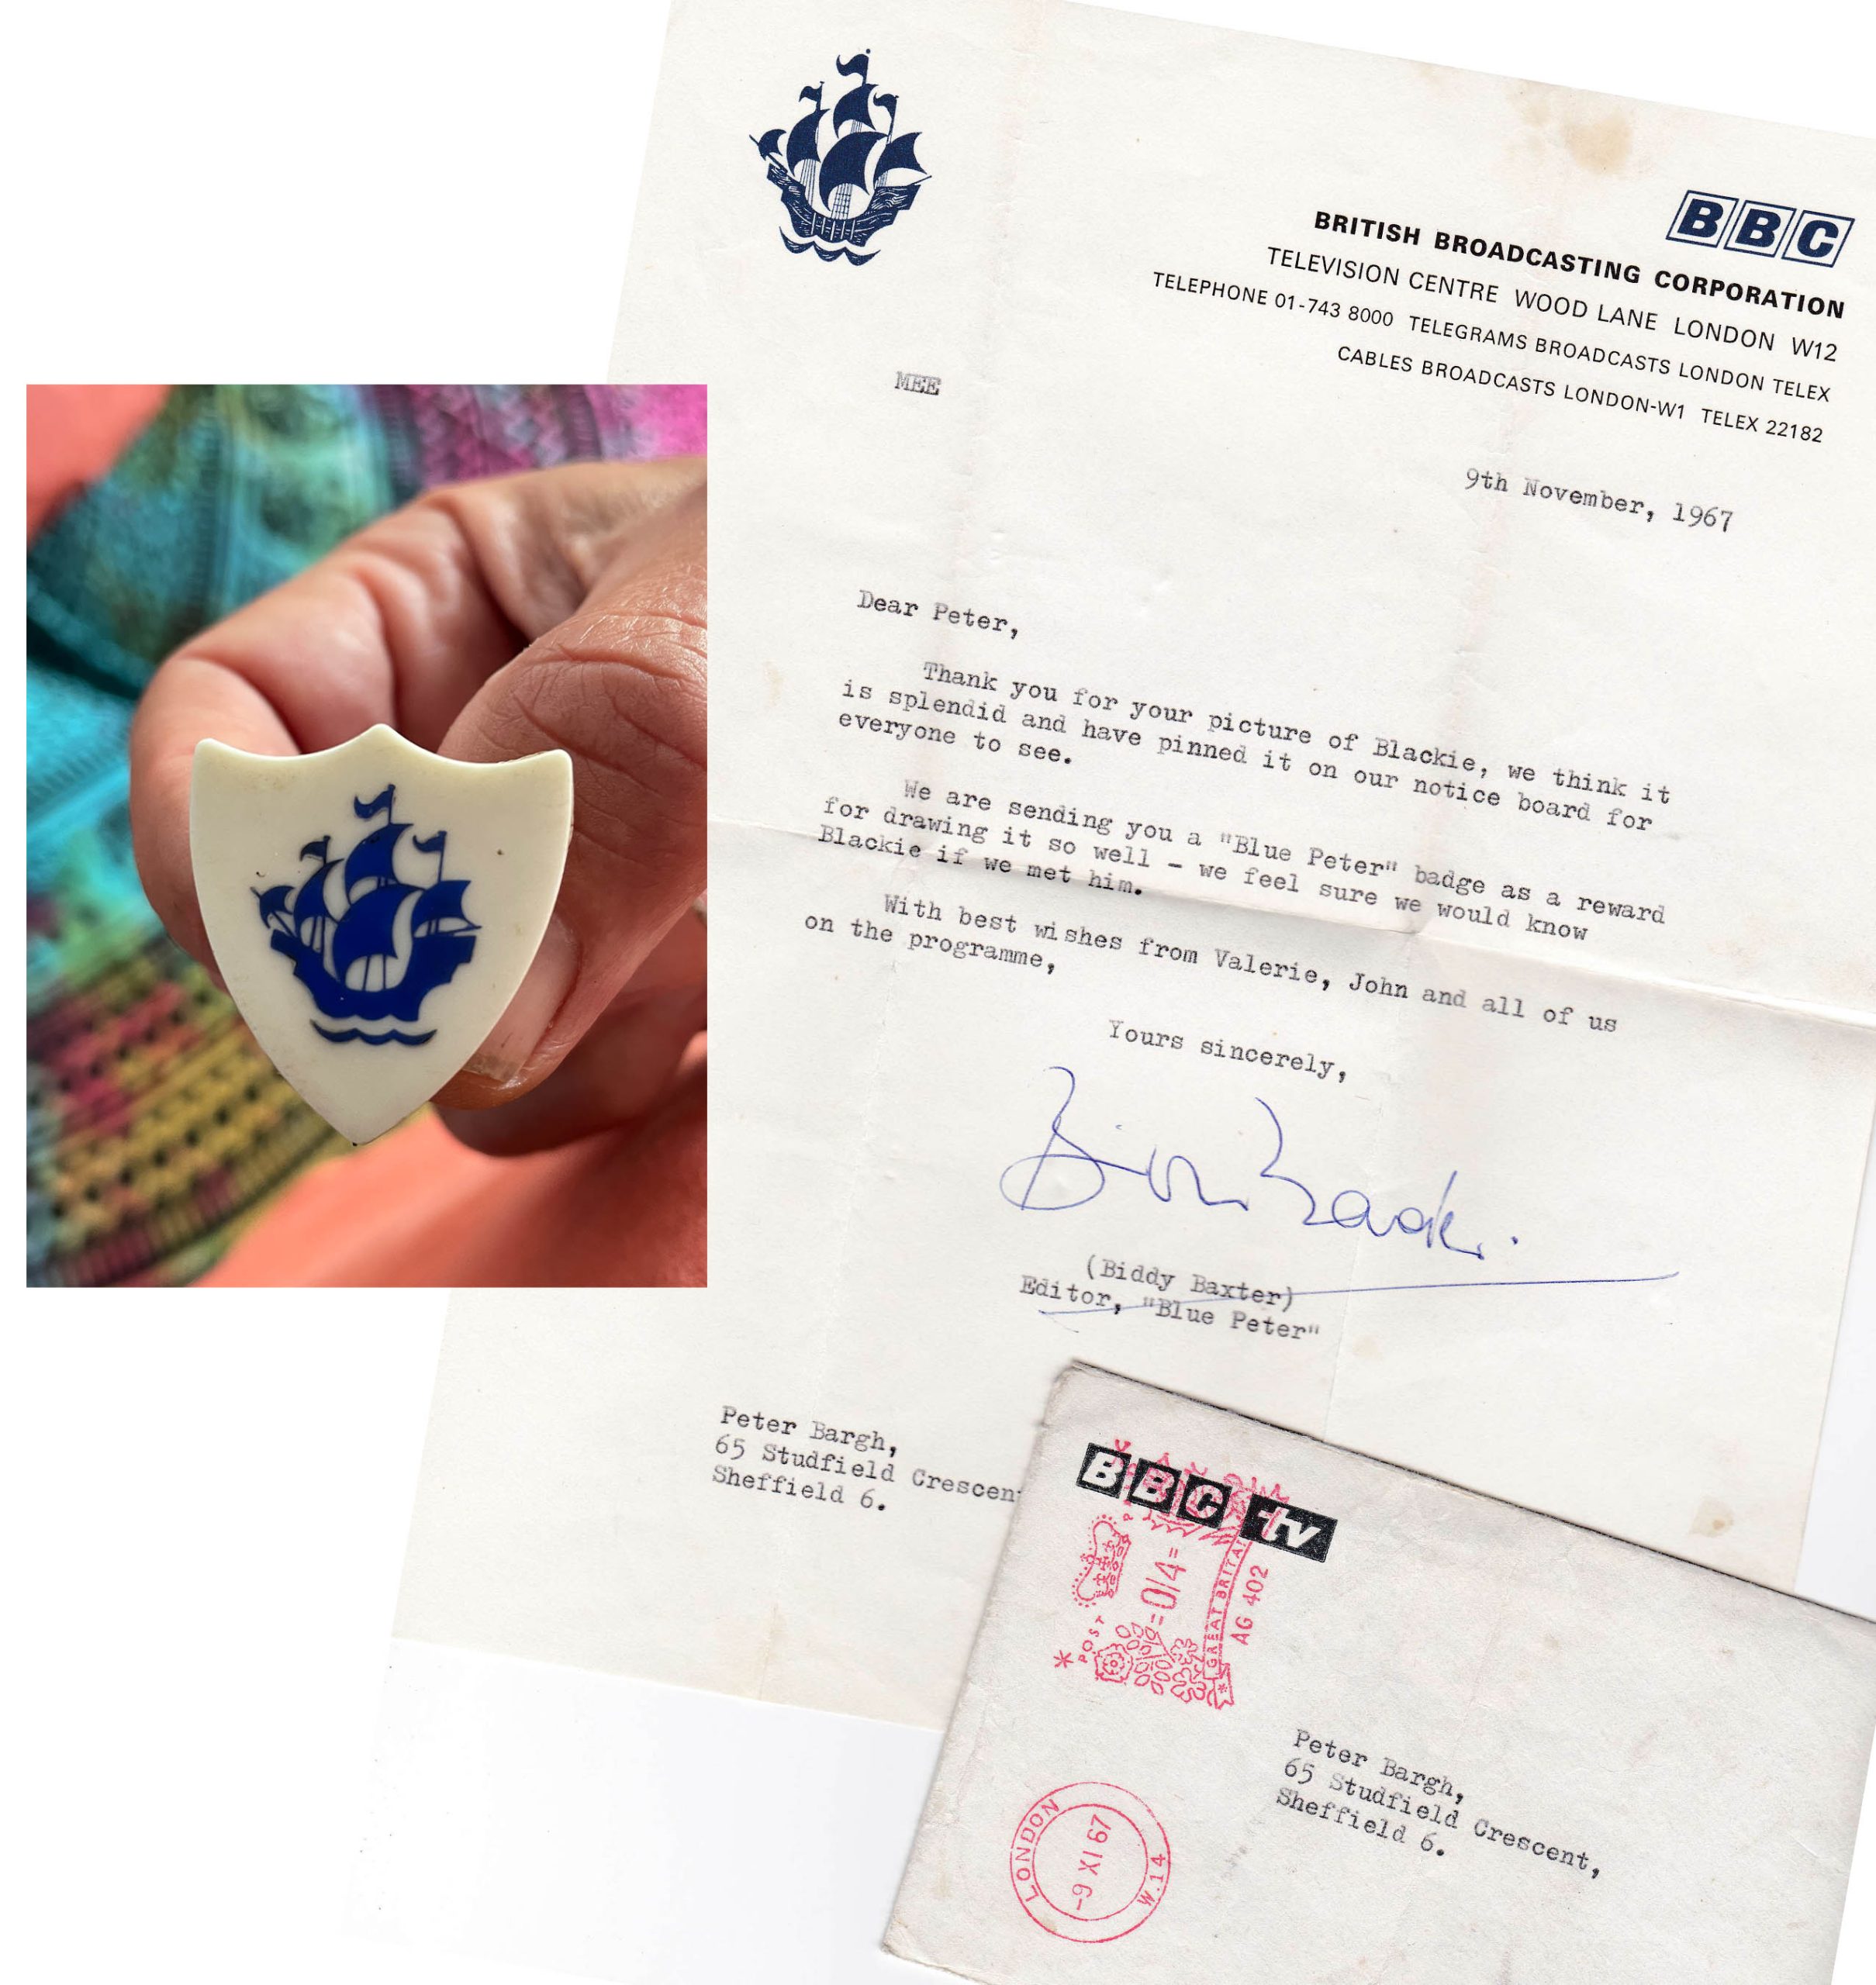 BBC
BRITISH BROADCASTING CORPORATION
TELEVISION CENTRE WOOD LANE LONDON W12
TELEPHONE 01-743 8000 TELEGRAMS BROADCASTS LONDON TELEX
CABLES BROADCASTS LONDON-W1 TELEX 22182
MEE
9th November, 1967
Dear Peter,
Thank you for your picture of Blackie, we think it
is splendid and have pinned it on our notice board for
everyone to see.
We are sending you a "Blue Peter" badge as a reward
for drawing it so well - we feel sure we would know
Blackie if we met him.
With best wishes from Valerie, John and all of us
on the programme,
Yours sincerely,
(Biddy Baxter)
Editor, "Blue Peter"
Peter Bargh,
65 Studfield Crescen
Sheffield 6.
BBC tv
POST
=0/4=
GREAT BRITAI
AG 402
Peter Bargh,
65 Studfield Crescent,
Sheffield 6.
LONDON
-9 XI 67
W.14